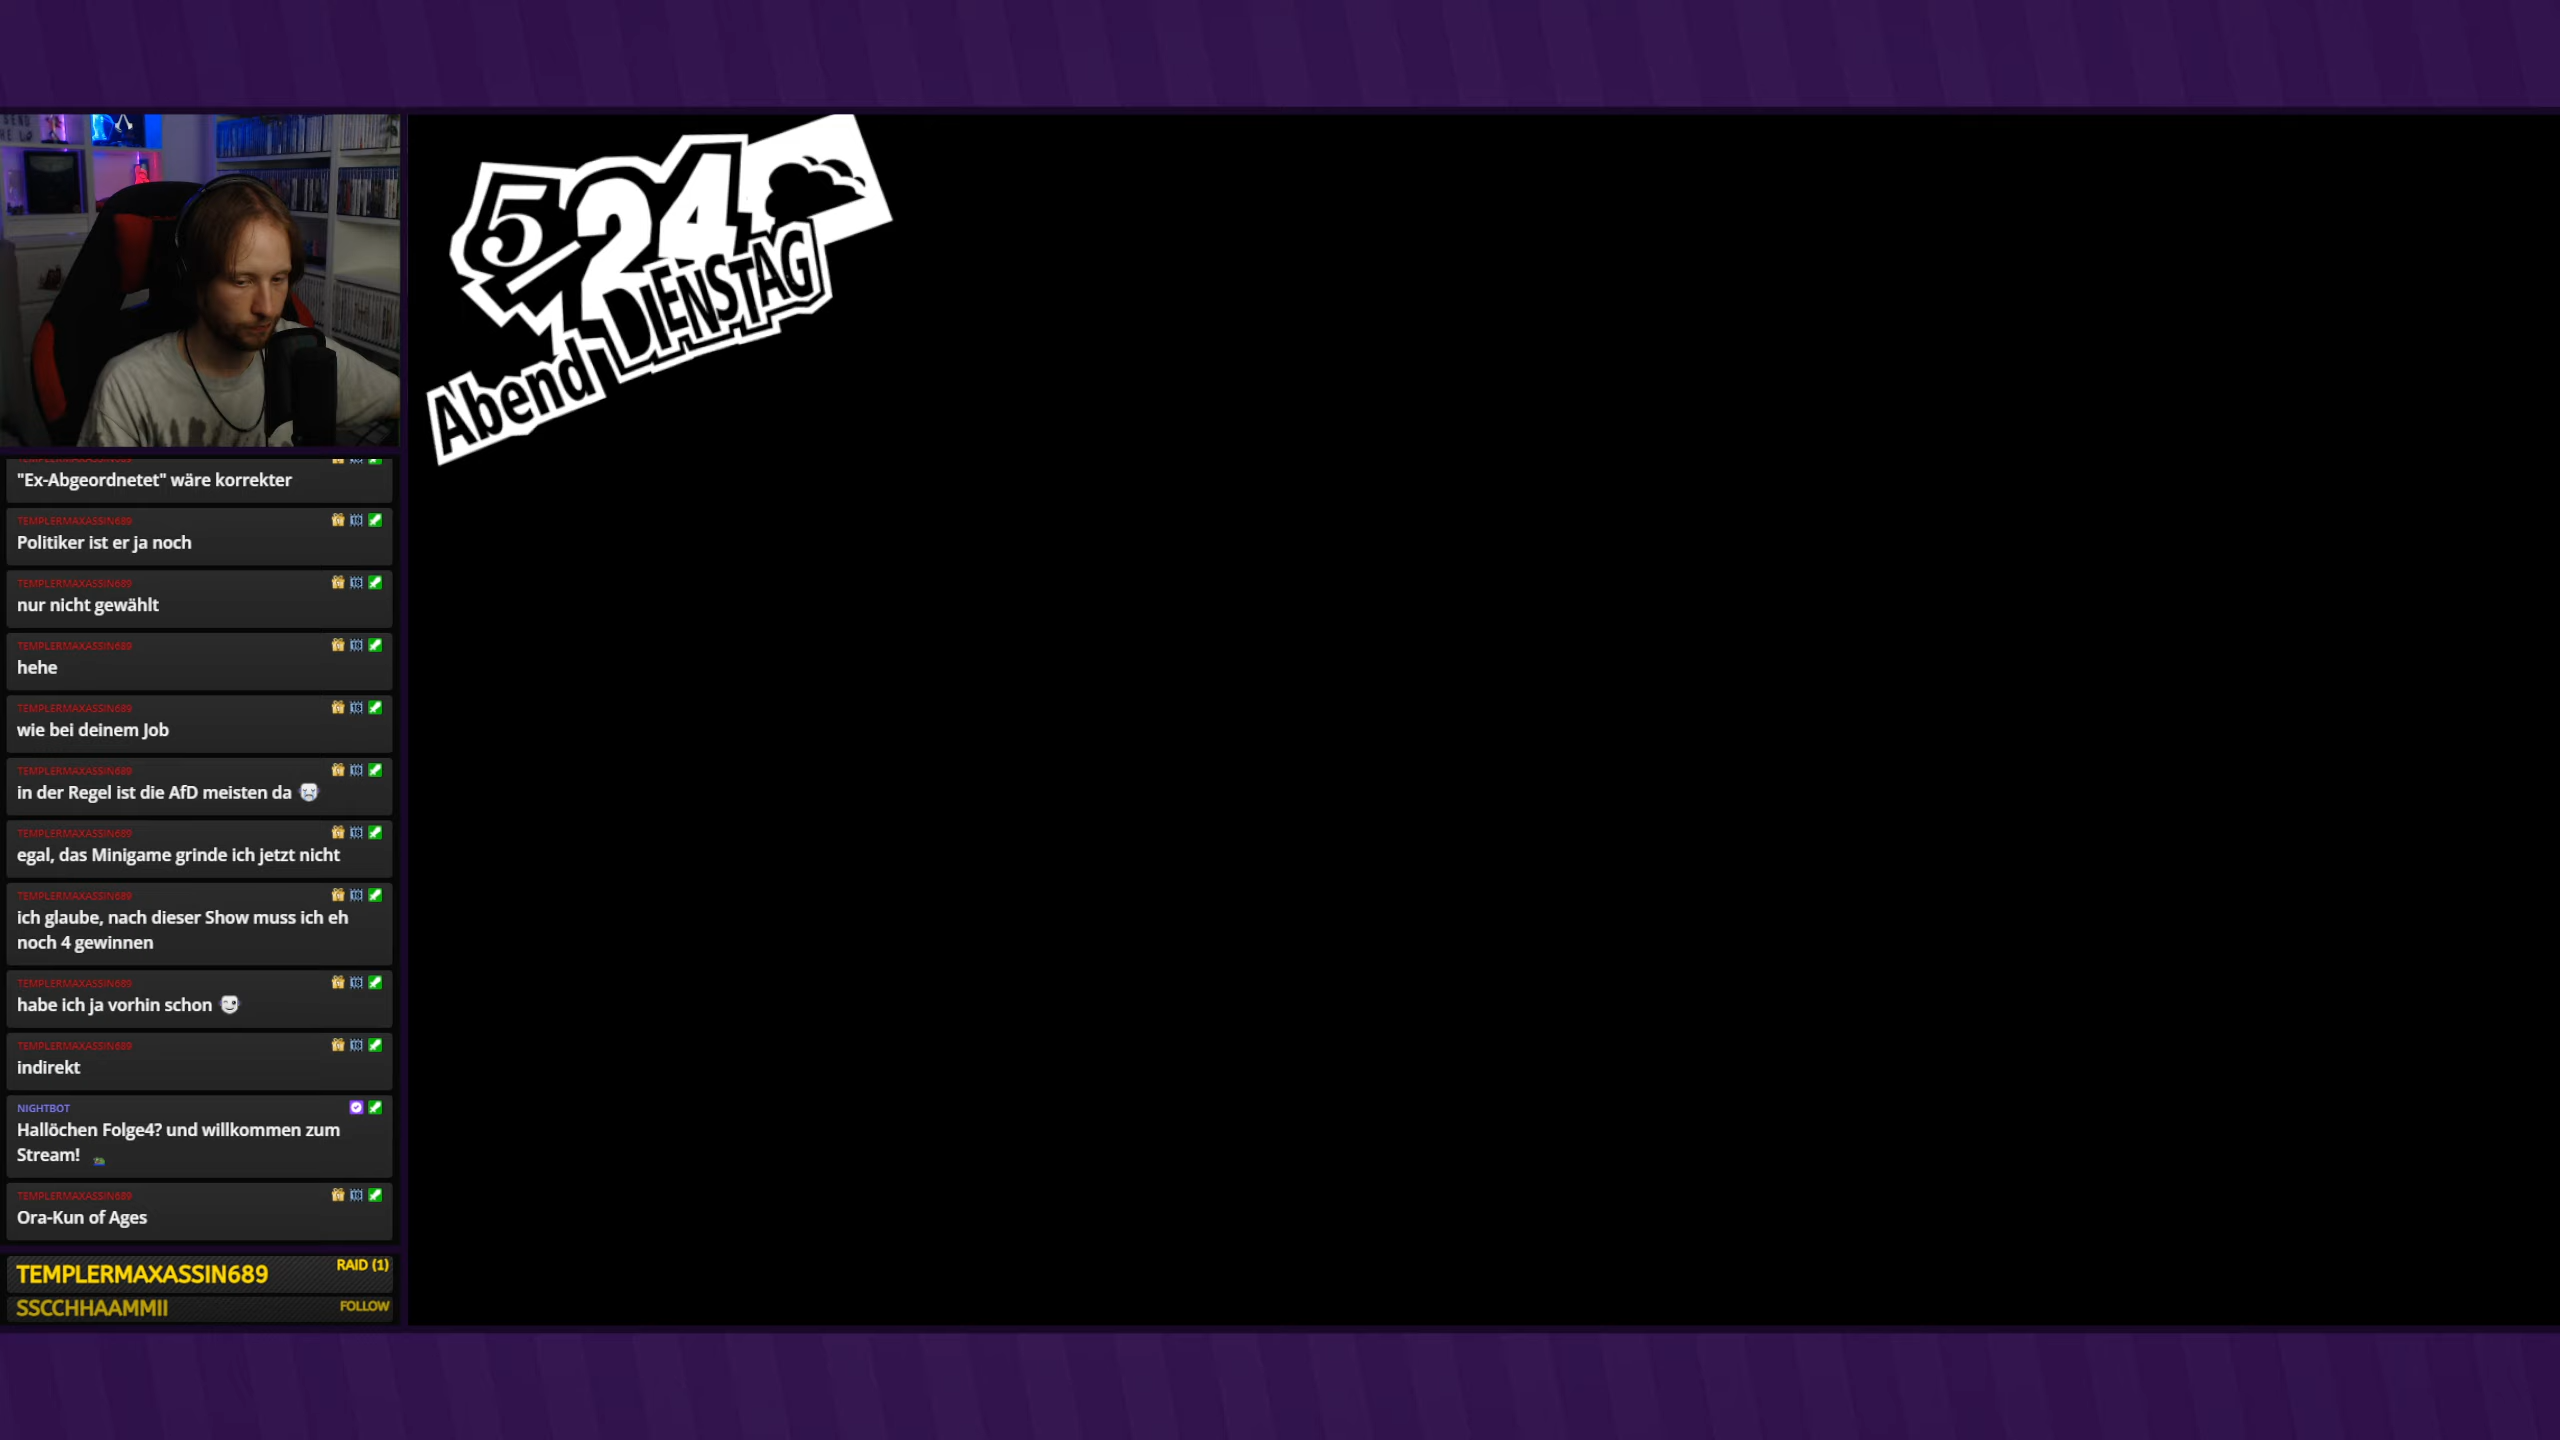 5/24
DIENSTAG
Abend
"Ex-Abgeordnetet" wäre korrekter
TEMPLERMAXASSIN689
Politiker ist er ja noch
TEMPLERMAXASSIN689
nur nicht gewählt
TEMPLERMAXASSIN689
hehe
TEMPLERMAXASSIN689
wie bei deinem Job
TEMPLERMAXASSIN689
in der Regel ist die AfD meisten da
TEMPLERMAXASSIN689
egal, das Minigame grinde ich jetzt nicht
TEMPLERMAXASSIN689
ich glaube, nach dieser Show muss ich eh
noch 4 gewinnen
TEMPLERMAXASSIN689
habe ich ja vorhin schon
TEMPLERMAXASSIN689
indirekt
NIGHTBOT
Hallöchen Folge4? und willkommen zum
Stream!
TEMPLERMAXASSIN689
Ora-Kun of Ages
TEMPLERMAXASSIN689 RAID (1)
SSCCHHAAMMII FOLLOW